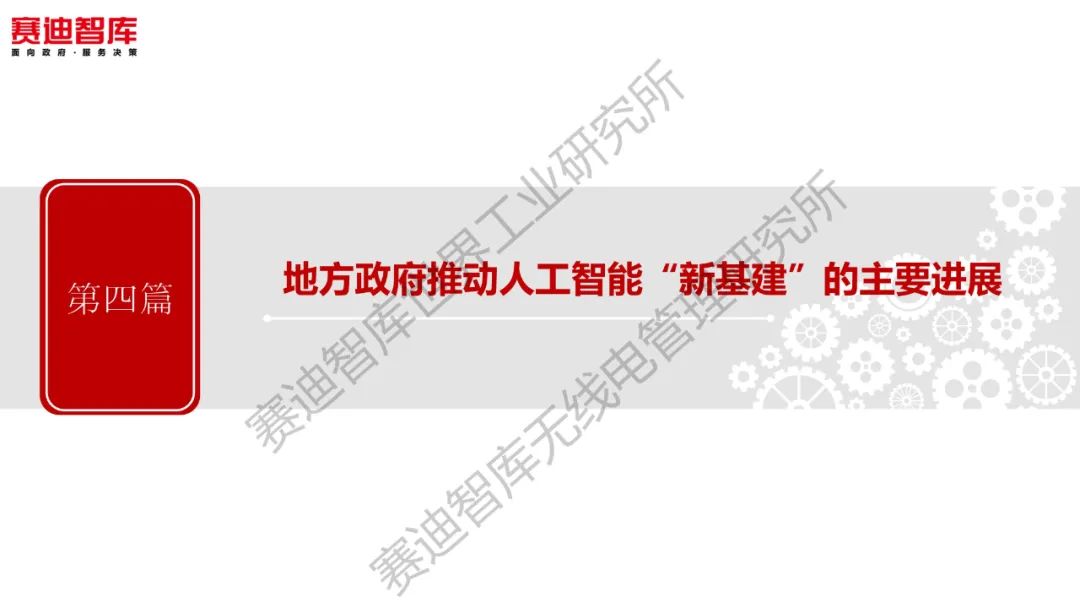 赛迪智库
面向政府·服务决策
第四篇
地方政府推动人工智能“新基建”的主要进展
赛迪智库世界工业研究所
赛迪智库无线电管理研究所